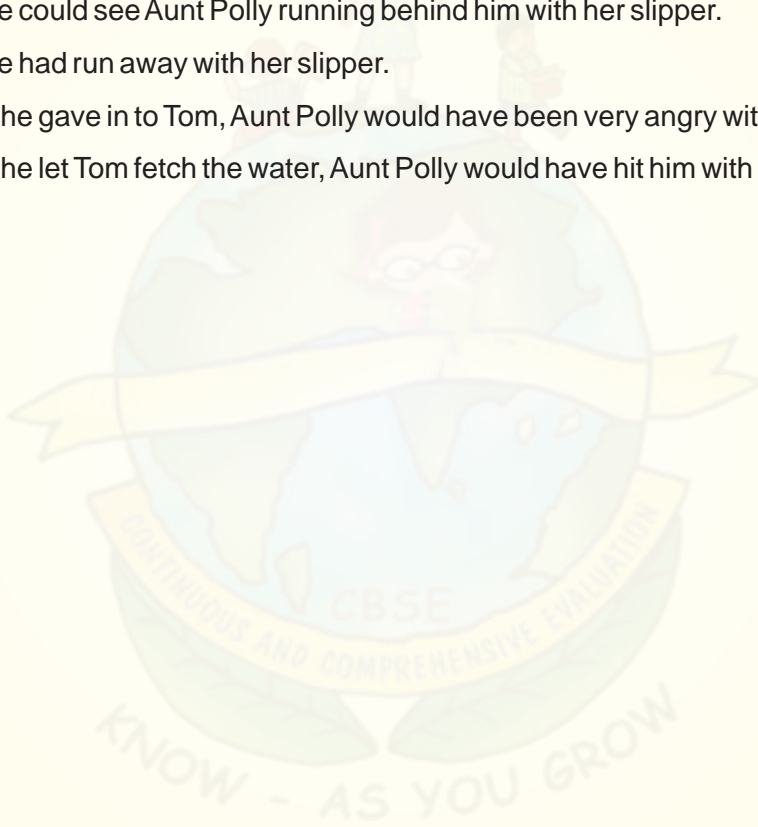 e could see Aunt Polly running behind him with her slipper.
e had run away with her slipper.
he gave in to Tom, Aunt Polly would have been very angry wit
he let Tom fetch the water, Aunt Polly would have hit him with
CBSE
CONTINUOUS AND COMPREHENSIVE EVALUATION
KNOW - AS YOU GROW